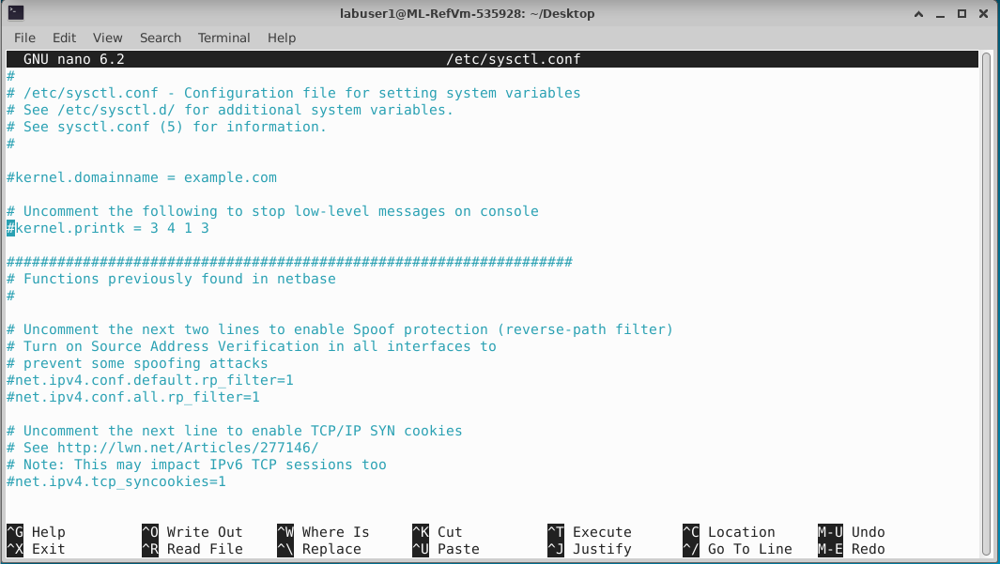 labuser1@ML-RefVm-535928: ~/Desktop
File Edit View Search Terminal Help
GNU nano 6.2 /etc/sysctl.conf
#
# /etc/sysctl.conf - Configuration file for setting system variables
# See /etc/sysctl.d/ for additional system variables.
# See sysctl.conf (5) for information.
#
#kernel.domainname = example.com
# Uncomment the following to stop low-level messages on console
#kernel.printk = 3 4 1 3
###################################################################
# Functions previously found in netbase
#
# Uncomment the next two lines to enable Spoof protection (reverse-path filter)
# Turn on Source Address Verification in all interfaces to
# prevent some spoofing attacks
#net.ipv4.conf.default.rp_filter=1
#net.ipv4.conf.all.rp_filter=1
# Uncomment the next line to enable TCP/IP SYN cookies
# See http://lwn.net/Articles/277146/
# Note: This may impact IPv6 TCP sessions too
#net.ipv4.tcp_syncookies=1
^G Help ^O Write Out ^W Where Is ^K Cut ^T Execute ^C Location M-U Undo
^X Exit ^R Read File ^\ Replace ^U Paste ^J Justify ^/ Go To Line M-E Redo